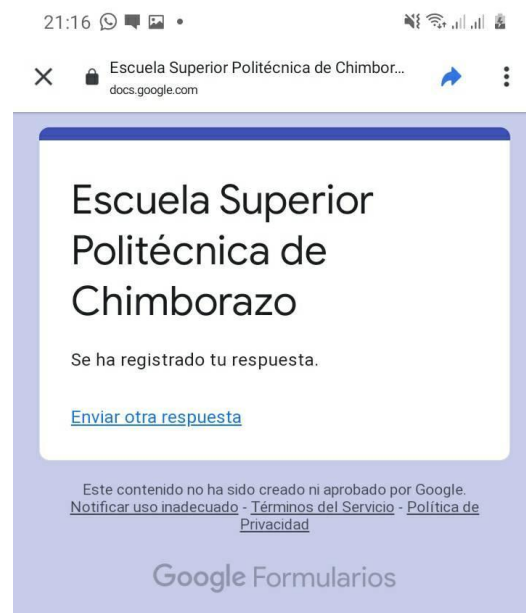 21:16
Escuela Superior Politécnica de Chimbor...
docs.google.com
Escuela Superior
Politécnica de
Chimborazo
Se ha registrado tu respuesta.
Enviar otra respuesta
Este contenido no ha sido creado ni aprobado por Google.
Notificar uso inadecuado - Términos del Servicio - Política de
Privacidad
Google Formularios